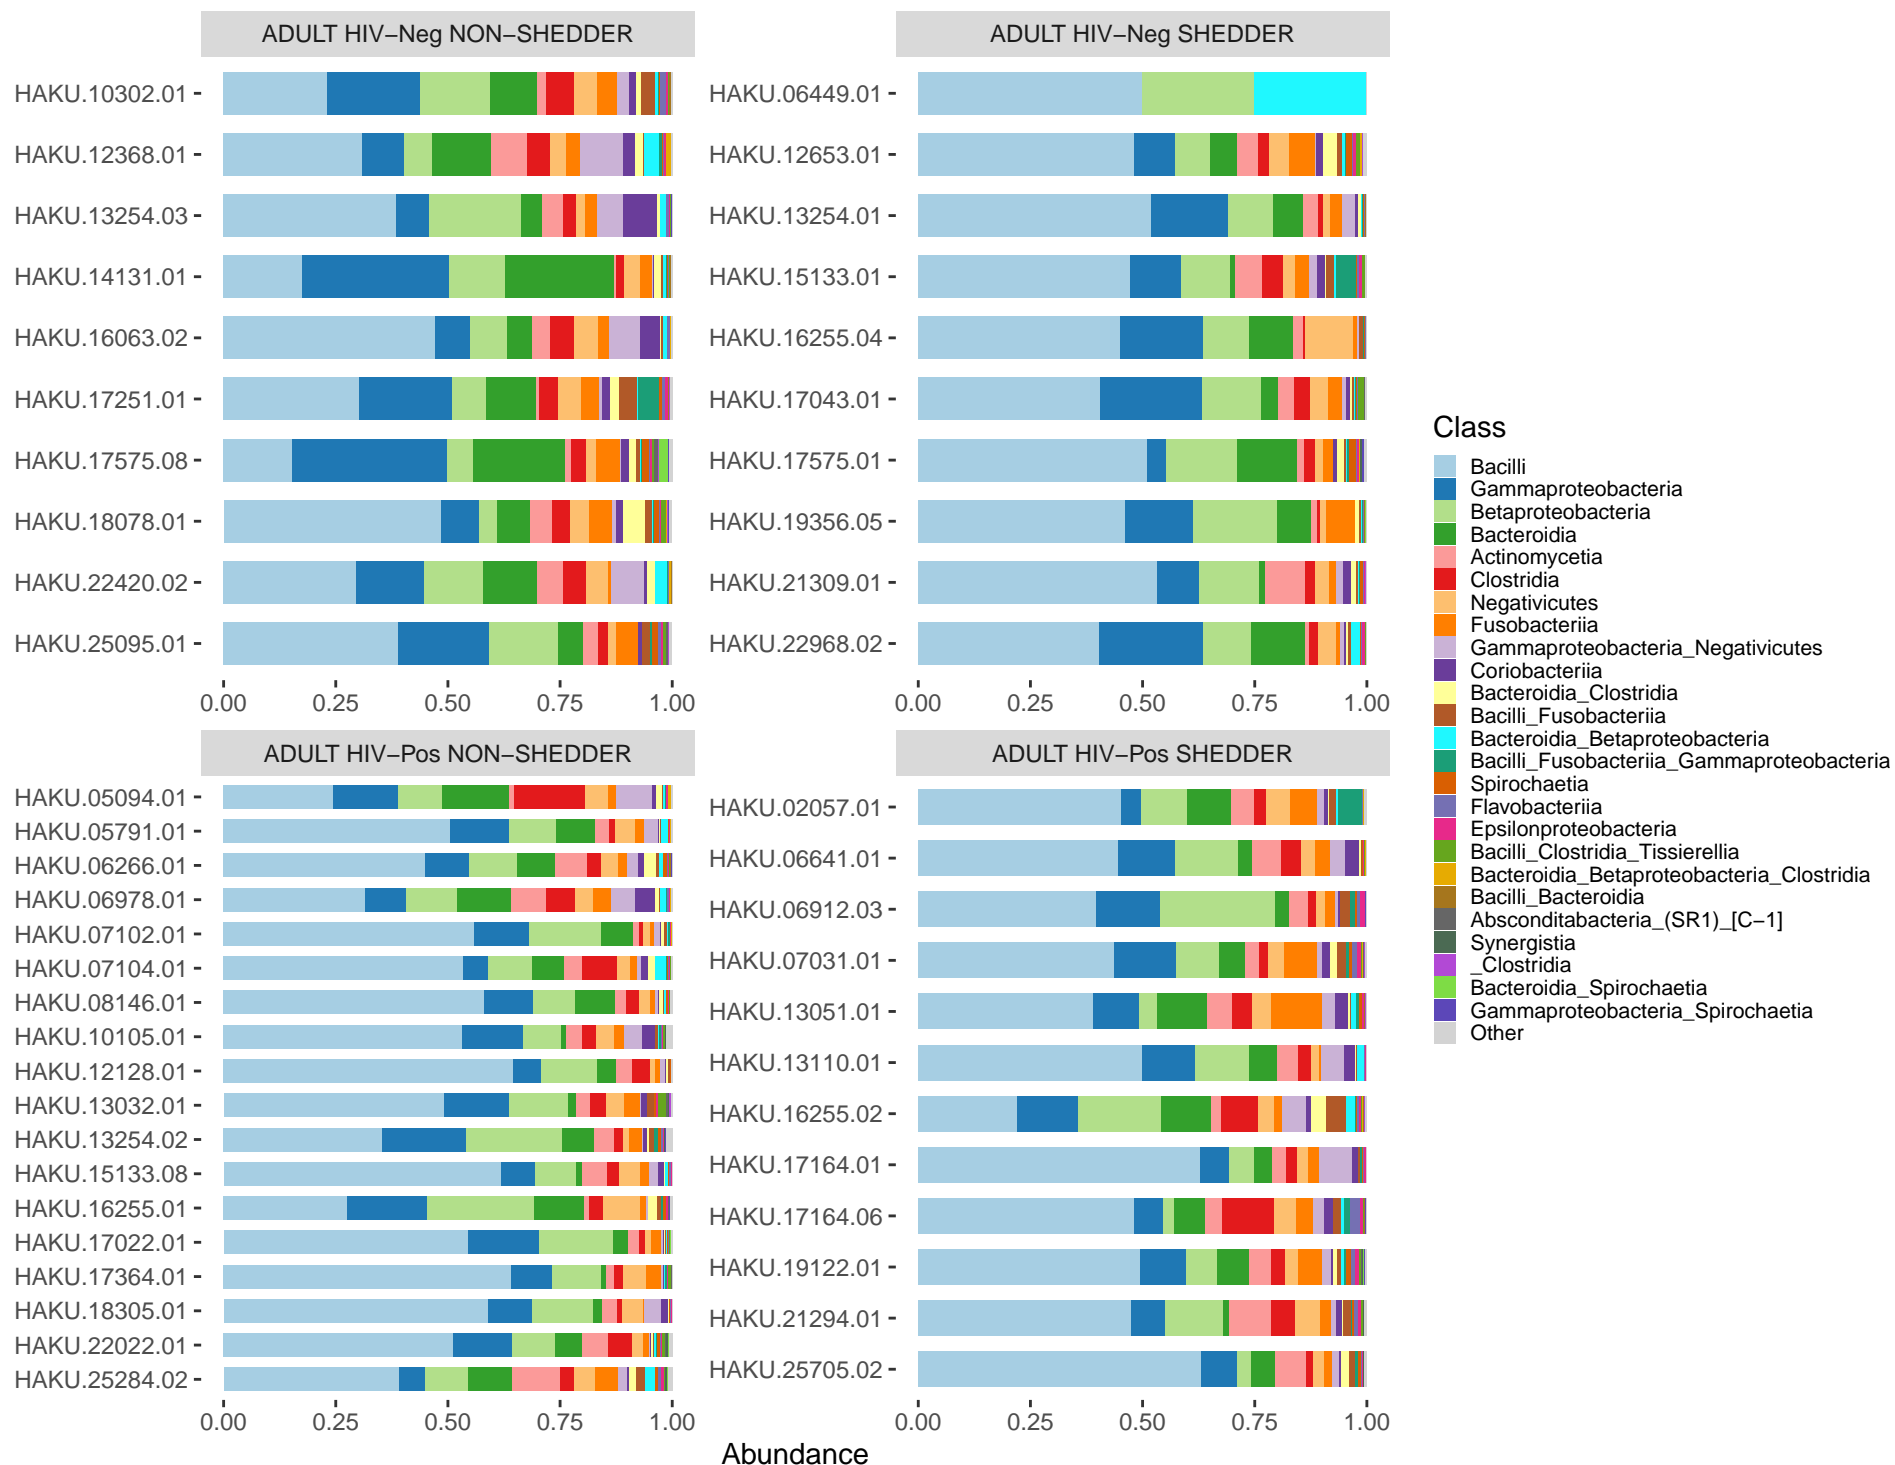 ADULT HIV−Neg NON−SHEDDER
HAKU.10302.01
HAKU.12368.01
HAKU.13254.03
HAKU.14131.01
HAKU.16063.02
HAKU.17251.01
HAKU.17575.08
HAKU.18078.01
HAKU.22420.02
HAKU.25095.01
0.00 0.25 0.50 0.75 1.00
ADULT HIV−Neg SHEDDER
HAKU.06449.01
HAKU.12653.01
HAKU.13254.01
HAKU.15133.01
HAKU.16255.04
HAKU.17043.01
HAKU.17575.01
HAKU.19356.05
HAKU.21309.01
HAKU.22968.02
0.00 0.25 0.50 0.75 1.00
ADULT HIV−Pos NON−SHEDDER
HAKU.05094.01
HAKU.05791.01
HAKU.06266.01
HAKU.06978.01
HAKU.07102.01
HAKU.07104.01
HAKU.08146.01
HAKU.10105.01
HAKU.12128.01
HAKU.13032.01
HAKU.13254.02
HAKU.15133.08
HAKU.16255.01
HAKU.17022.01
HAKU.17364.01
HAKU.18305.01
HAKU.22022.01
HAKU.25284.02
0.00 0.25 0.50 0.75 1.00
ADULT HIV−Pos SHEDDER
HAKU.02057.01
HAKU.06641.01
HAKU.06912.03
HAKU.07031.01
HAKU.13051.01
HAKU.13110.01
HAKU.16255.02
HAKU.17164.01
HAKU.17164.06
HAKU.19122.01
HAKU.21294.01
HAKU.25705.02
0.00 0.25 0.50 0.75 1.00
Abundance
Class
Bacilli
Gammaproteobacteria
Betaproteobacteria
Bacteroidia
Actinomycetia
Clostridia
Negativicutes
Fusobacteriia
Gammaproteobacteria_Negativicutes
Coriobacteriia
Bacteroidia_Clostridia
Bacilli_Fusobacteriia
Bacteroidia_Betaproteobacteria
Bacilli_Fusobacteriia_Gammaproteobacteria
Spirochaetia
Flavobacteriia
Epsilonproteobacteria
Bacilli_Clostridia_Tissierellia
Bacteroidia_Betaproteobacteria_Clostridia
Bacilli_Bacteroidia
Absconditabacteria_(SR1)_[C−1]
Synergistia
_Clostridia
Bacteroidia_Spirochaetia
Gammaproteobacteria_Spirochaetia
Other